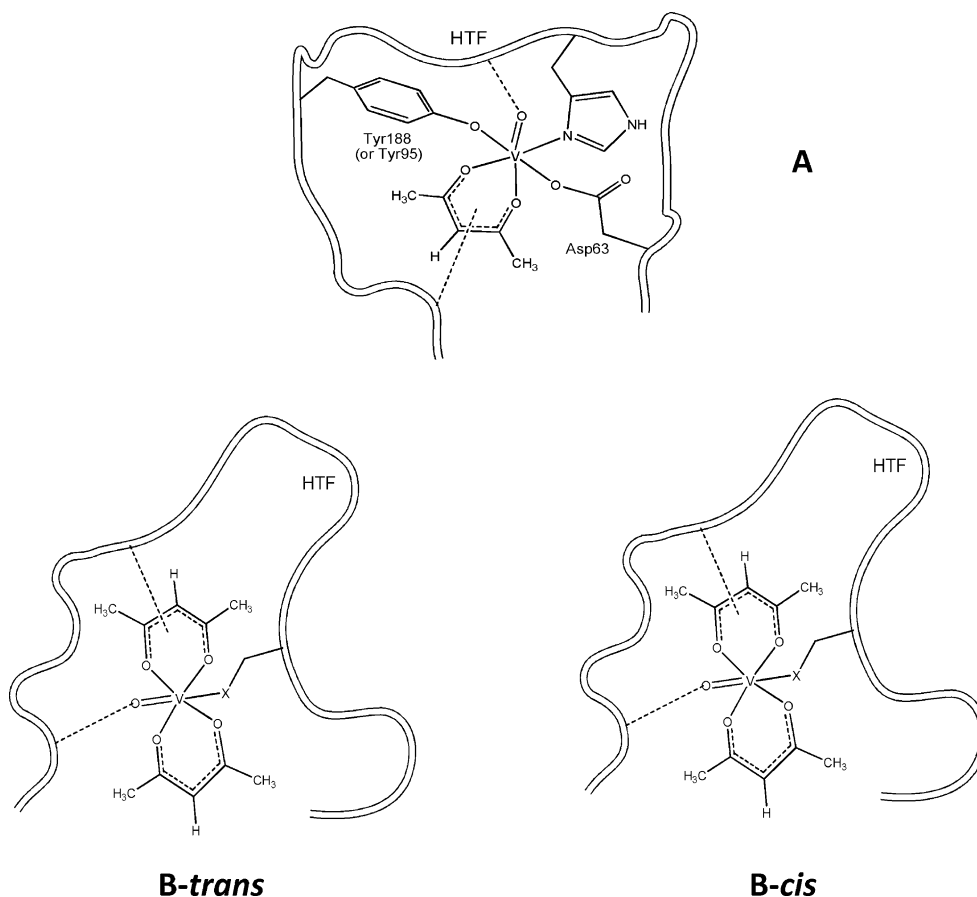 HTF
O
Tyr188
(or Tyr95)
O
N
NH
V
A
O
O
O
H₃C
O
H
CH₃
Asp63
HTF
H
H₃C
CH₃
O
O
O
V
X
O
O
H₃C
CH₃
H
HTF
H
H₃C
CH₃
O
O
O
V
X
O
O
H₃C
CH₃
H
B-trans
B-cis